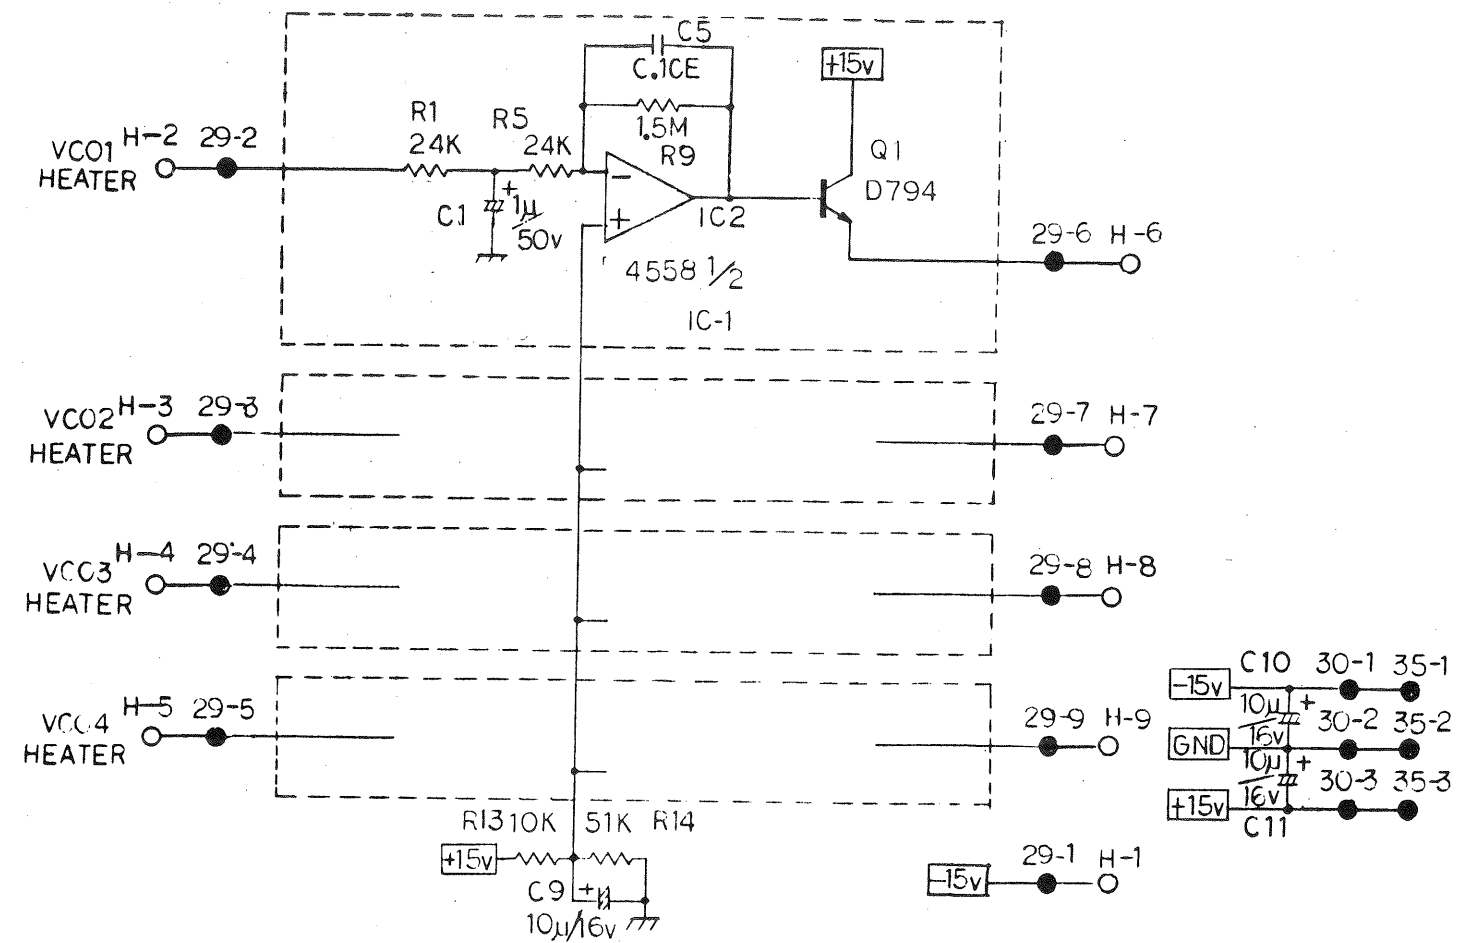 C5
C.1CE
+15v
R1
24K
R5
24K
1.5M
R9
Q1
D794
VCO1
HEATER
H-2
29-2
C.1
+
1μ/50v
−
+
IC2
4558 1/2
IC-1
29-6
H-6
VCO2
HEATER
H-3
29-3
29-7
H-7
VCO3
HEATER
H-4
29-4
29-8
H-8
VCO4
HEATER
H-5
29-5
29-9
H-9
-15v
C10
30-1
35-1
10μ/16v
+
GND
30-2
35-2
10μ/16v
+
+15v
C11
30-3
35-3
R13
10K
51K
R14
+15v
C9
+
10μ/16v
-15v
29-1
H-1